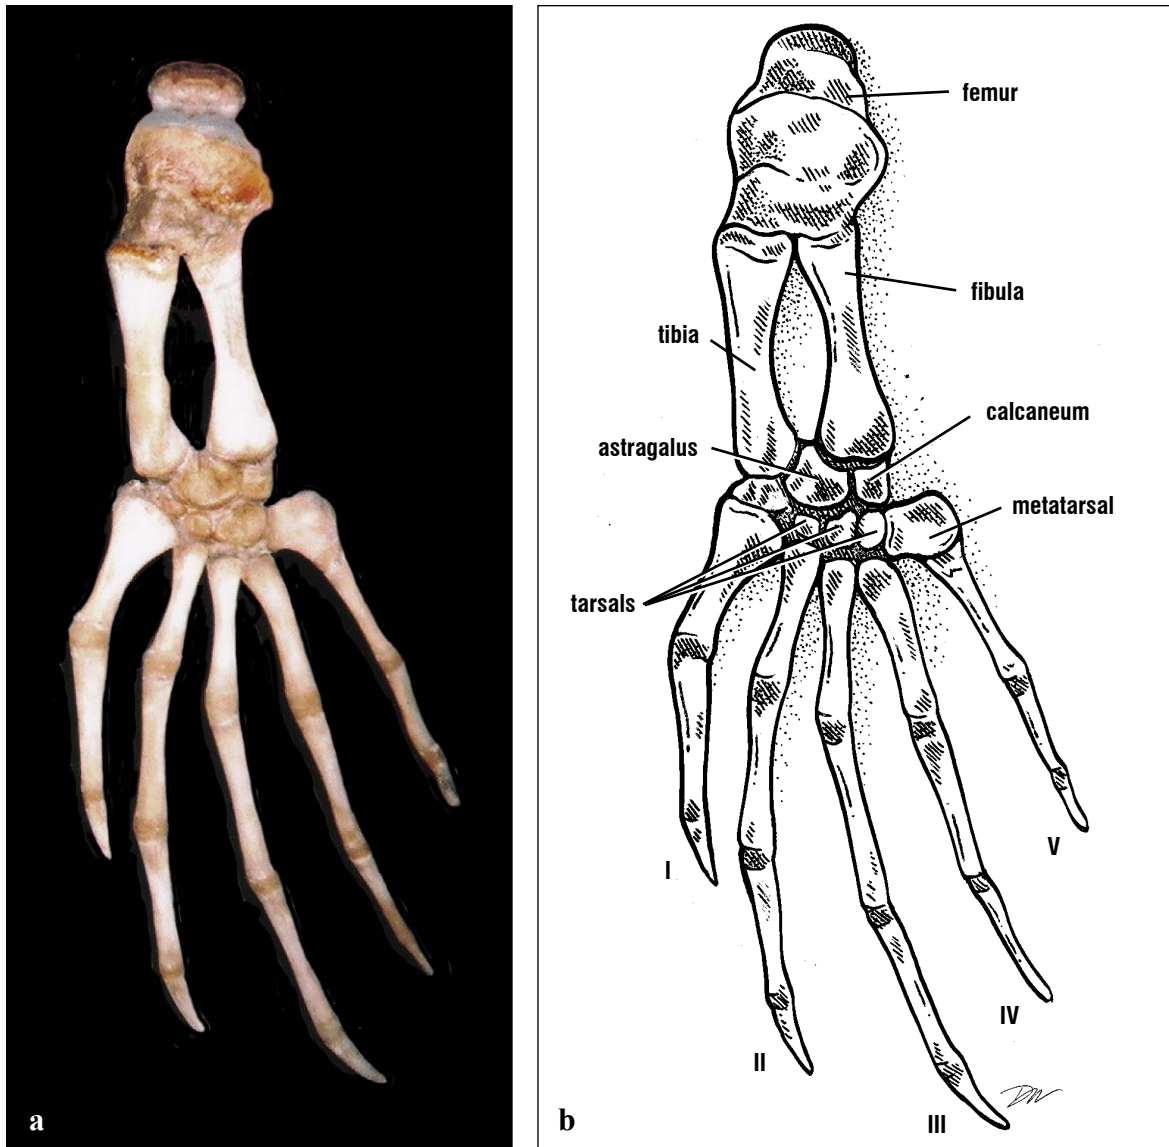 femur
fibula
tibia
calcaneum
astragalus
metatarsal
tarsals
V
I
IV
II
III
a
b